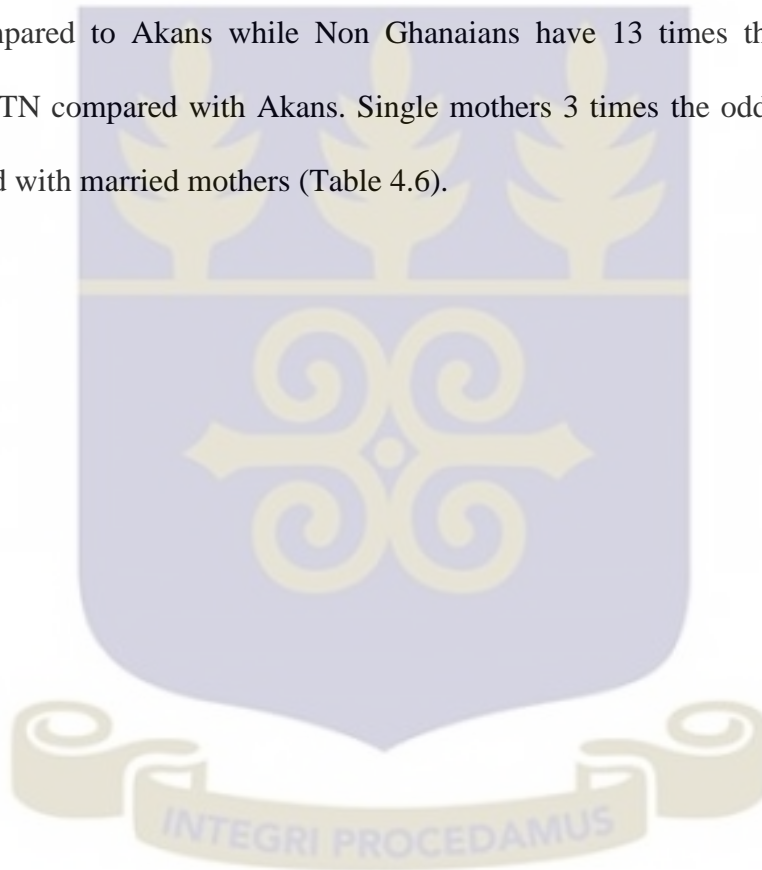 mpared to Akans while Non Ghanaians have 13 times th
TN compared with Akans. Single mothers 3 times the odd
d with married mothers (Table 4.6).
INTEGRI PROCEDAMUS